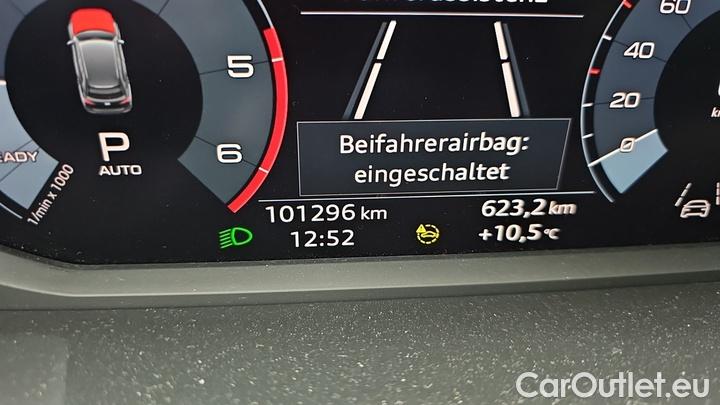 60
5
40
20
P
Beifahrerairbag:
eingeschaltet
6
0
AUTO
1/min x 1000
101296 km
623,2 km
12:52
+10,5°C
CarOutlet.eu